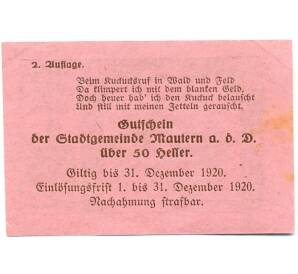 2. Auflage.
Beim Kuckucksruf in Wald und Feld
Da klimpert ich mit dem blanken Geld,
Doch heuer hab' ich den Kuckuck belauscht
Und still mit meinen Zetteln gerauscht.
Gutschein
der Stadtgemeinde Mautern a. d. D.
über 50 Heller.
Giltig bis 31. Dezember 1920.
Einlösungsfrist 1. bis 31. Dezember 1920.
Nachahmung strafbar.